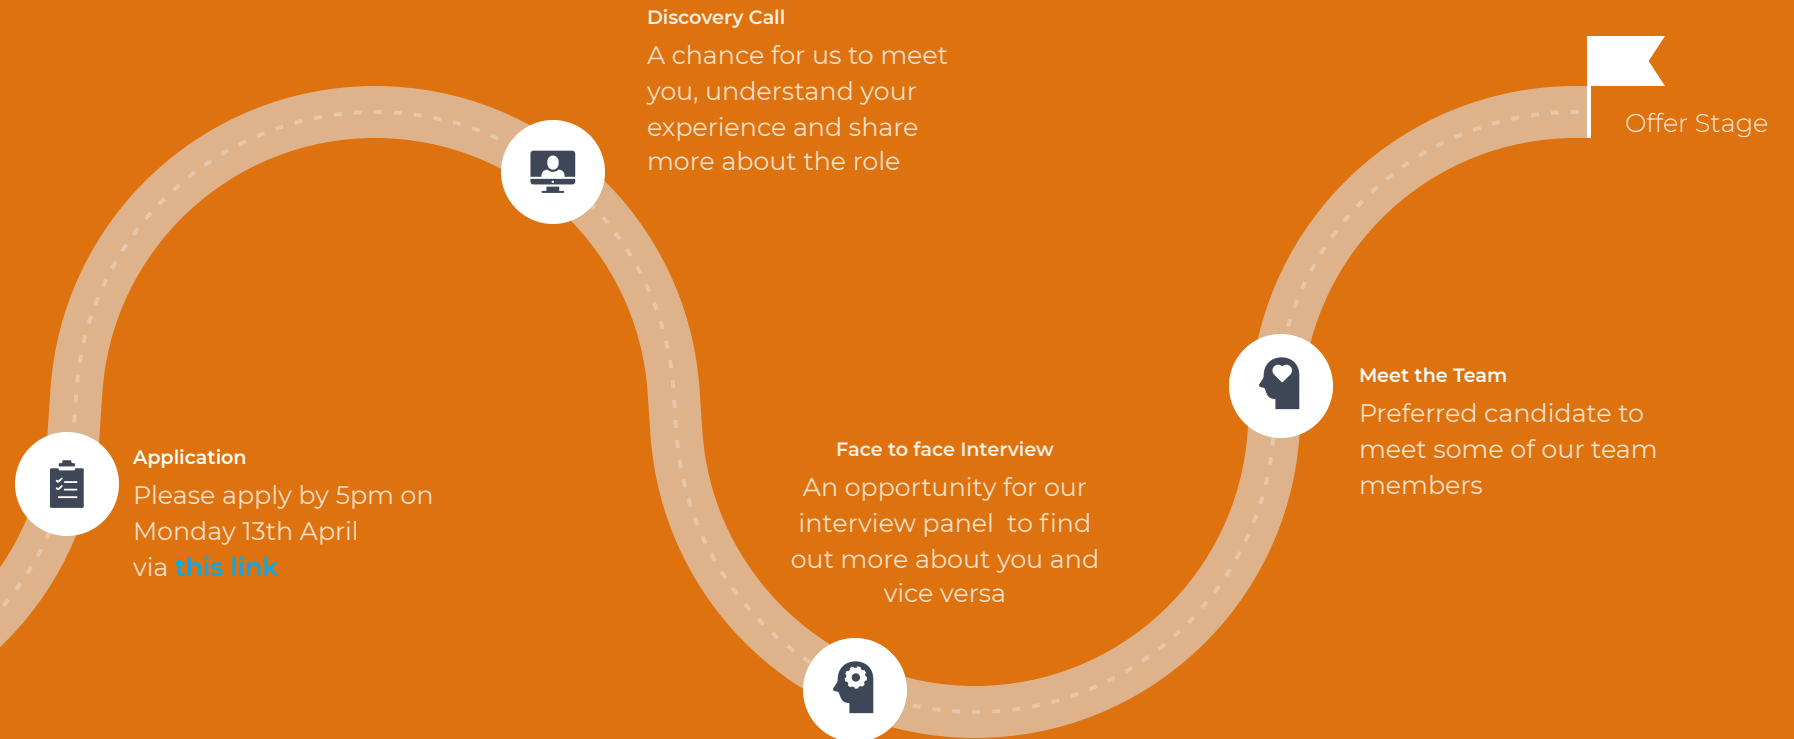 Discovery Call
A chance for us to meet
you, understand your
experience and share
more about the role
Offer Stage
Application
Please apply by 5pm on
Monday 13th April
via this link
Face to face Interview
An opportunity for our
interview panel  to find
out more about you and
vice versa
Meet the Team
Preferred candidate to
meet some of our team
members